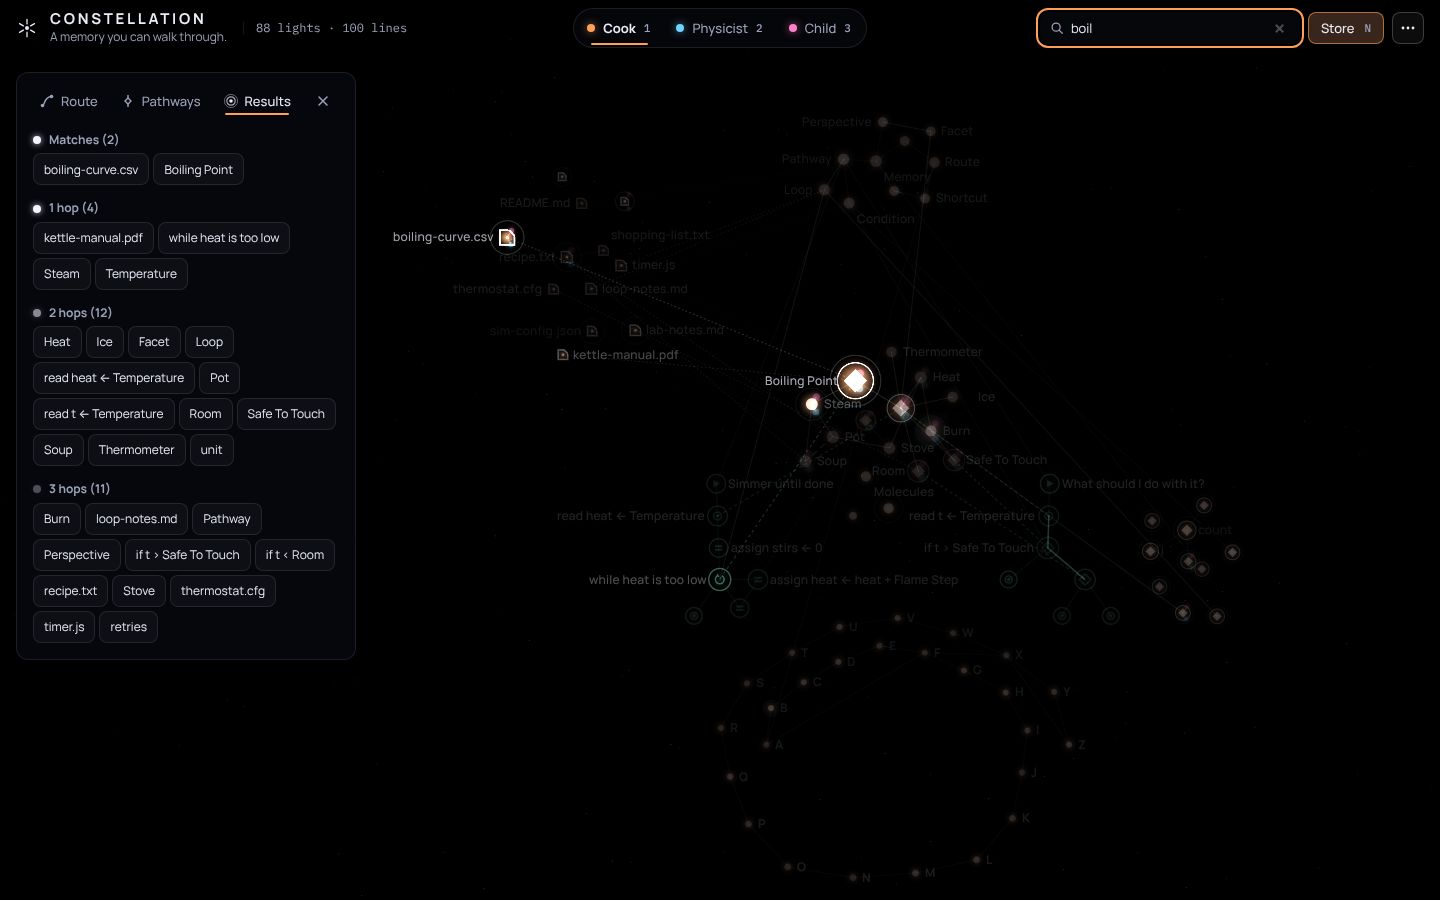 CONSTELLATION
A memory you can walk through.
88 lights · 100 lines
Cook 1
Physicist 2
Child 3
boil
Store N
Route
Pathways
Results
Matches (2)
boiling-curve.csv
Boiling Point
1 hop (4)
kettle-manual.pdf
while heat is too low
Steam
Temperature
2 hops (12)
Heat
Ice
Facet
Loop
read heat ← Temperature
Pot
read t ← Temperature
Room
Safe To Touch
Soup
Thermometer
unit
3 hops (11)
Burn
loop-notes.md
Pathway
Perspective
if t > Safe To Touch
if t < Room
recipe.txt
Stove
thermostat.cfg
timer.js
retries
Perspective
Facet
Pathway
Route
Memory
Loop
Shortcut
Condition
README.md
boiling-curve.csv
shopping-list.txt
recipe.txt
timer.js
thermostat.cfg
loop-notes.md
sim-config.json
lab-notes.md
kettle-manual.pdf
Thermometer
Boiling Point
Heat
Steam
Ice
Burn
Pot
Stove
Soup
Safe To Touch
Room
Molecules
Simmer until done
What should I do with it?
read heat ← Temperature
read t ← Temperature
count
assign stirs ← 0
if t > Safe To Touch
while heat is too low
assign heat ← heat + Flame Step
U
V
W
T
D
E
F
X
S
C
G
H
Y
B
R
A
I
Z
Q
J
P
K
O
N
M
L